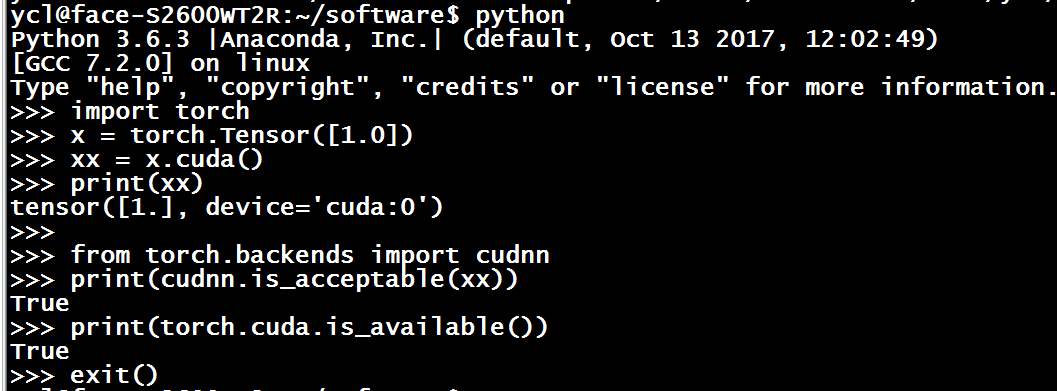 ycl@face-S2600WT2R:~/software$ python
Python 3.6.3 |Anaconda, Inc.| (default, Oct 13 2017, 12:02:49)
[GCC 7.2.0] on linux
Type "help", "copyright", "credits" or "license" for more information.
>>> import torch
>>> x = torch.Tensor([1.0])
>>> xx = x.cuda()
>>> print(xx)
tensor([1.], device='cuda:0')
>>>
>>> from torch.backends import cudnn
>>> print(cudnn.is_acceptable(xx))
True
>>> print(torch.cuda.is_available())
True
>>> exit()